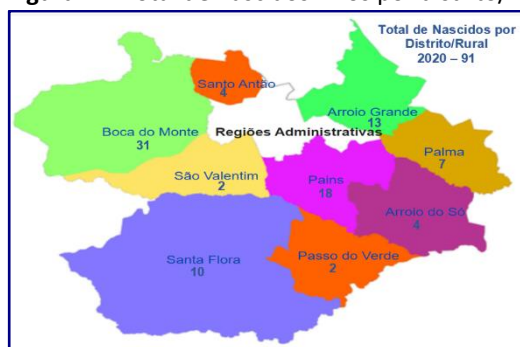 Total de Nascidos por
Distrito/Rural
2020 – 91
Santo Antão
4
Arroio Grande
13
Boca do Monte
31
Regiões Administrativas
Palma
7
São Valentim
2
Pains
18
Arroio do Só
4
Santa Flora
10
Passo do Verde
2